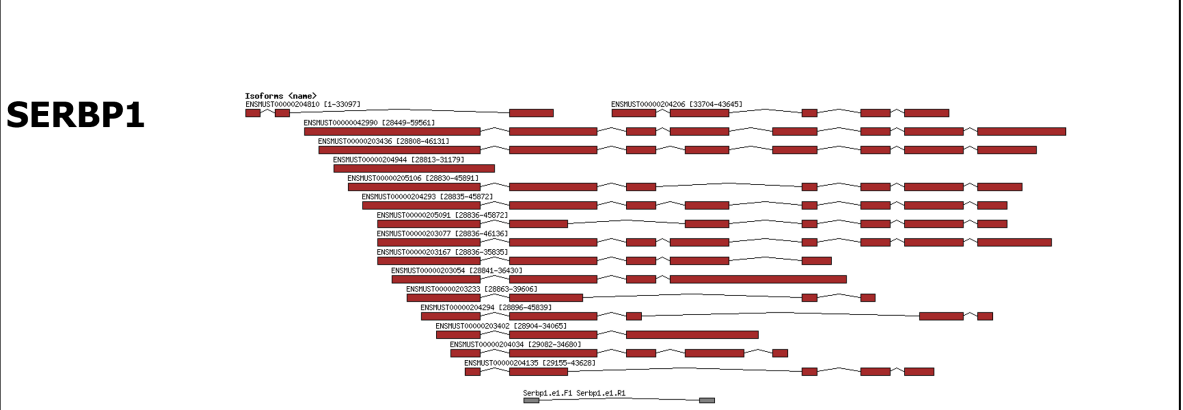 SERBP1
Isoforms <name>
ENSMUST00000204810 [1-33097] ENSMUST00000204206 [33704-43645]
ENSMUST00000042990 [28449-59561]
ENSMUST00000203436 [28808-46131]
ENSMUST00000204944 [28813-31179]
ENSMUST00000205106 [28830-45891]
ENSMUST00000204293 [28835-45872]
ENSMUST00000205091 [28836-45872]
ENSMUST00000203077 [28836-46136]
ENSMUST00000203167 [28836-35835]
ENSMUST00000203054 [28841-36430]
ENSMUST00000203233 [28863-39606]
ENSMUST00000204294 [28896-45839]
ENSMUST00000203402 [28904-34065]
ENSMUST00000204034 [29082-34680]
ENSMUST00000204135 [29155-43628]
Serbp1.e1.F1 Serbp1.e1.R1